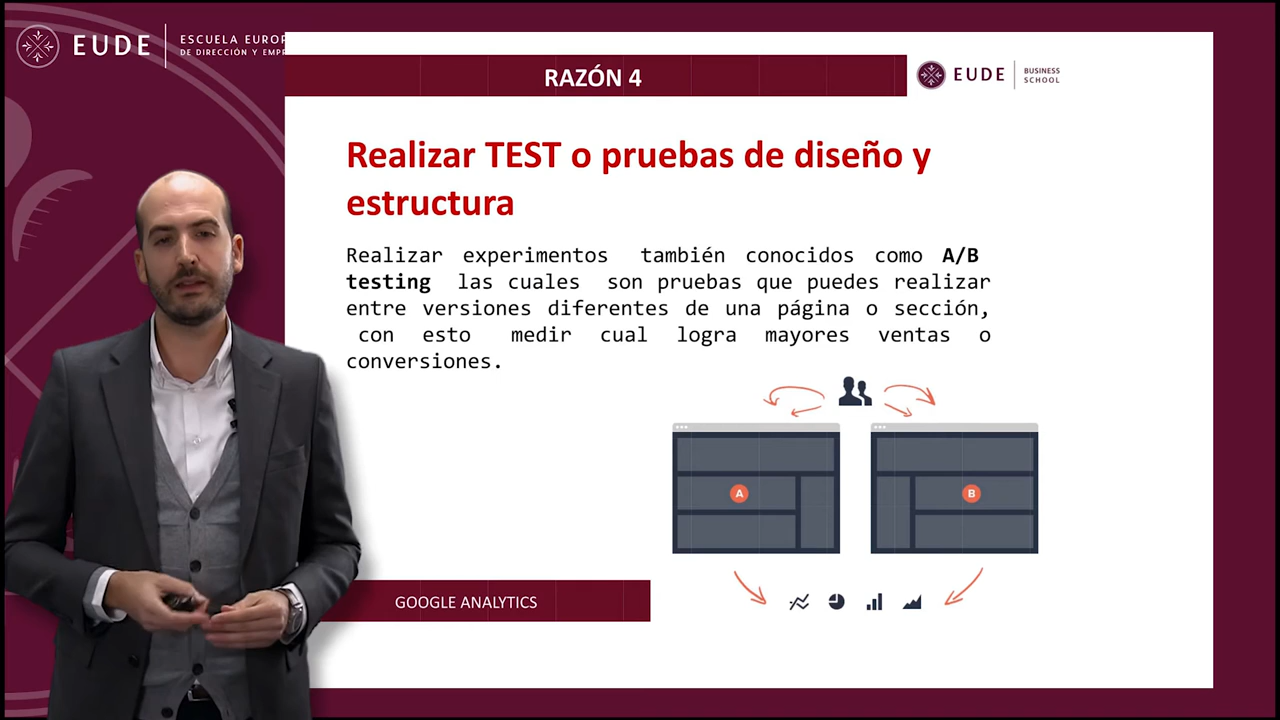 EUDE
ESCUELA EUROP
DE DIRECCIÓN Y EMPR
RAZÓN 4
EUDE BUSINESS SCHOOL
Realizar TEST o pruebas de diseño y
estructura
Realizar experimentos también conocidos como A/B
testing las cuales son pruebas que puedes realizar
entre versiones diferentes de una página o sección,
con esto medir cual logra mayores ventas o
conversiones.
A
B
GOOGLE ANALYTICS